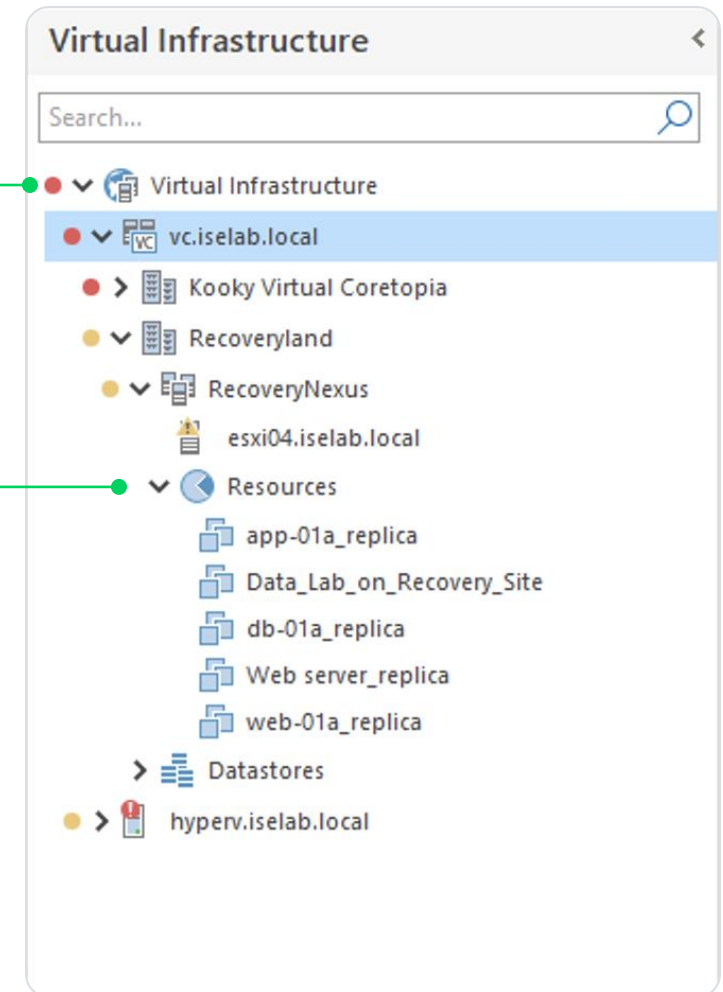 Virtual Infrastructure
Search...
Virtual Infrastructure
VC vc.iselab.local
Kooky Virtual Coretopia
Recoveryland
RecoveryNexus
esxi04.iselab.local
Resources
app-01a_replica
Data_Lab_on_Recovery_Site
db-01a_replica
Web server_replica
web-01a_replica
Datastores
hyperv.iselab.local